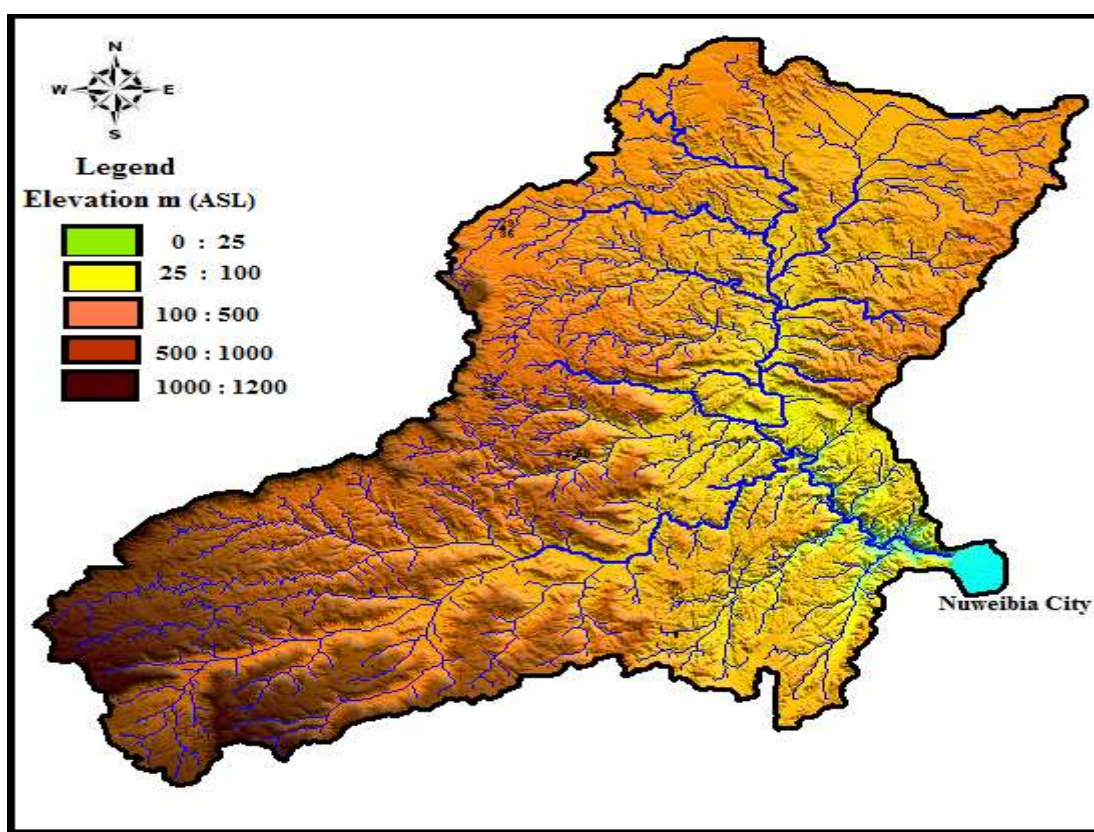 N
W E
S
Legend
Elevation m (ASL)
0 : 25
25 : 100
100 : 500
500 : 1000
1000 : 1200
Nuweibia City